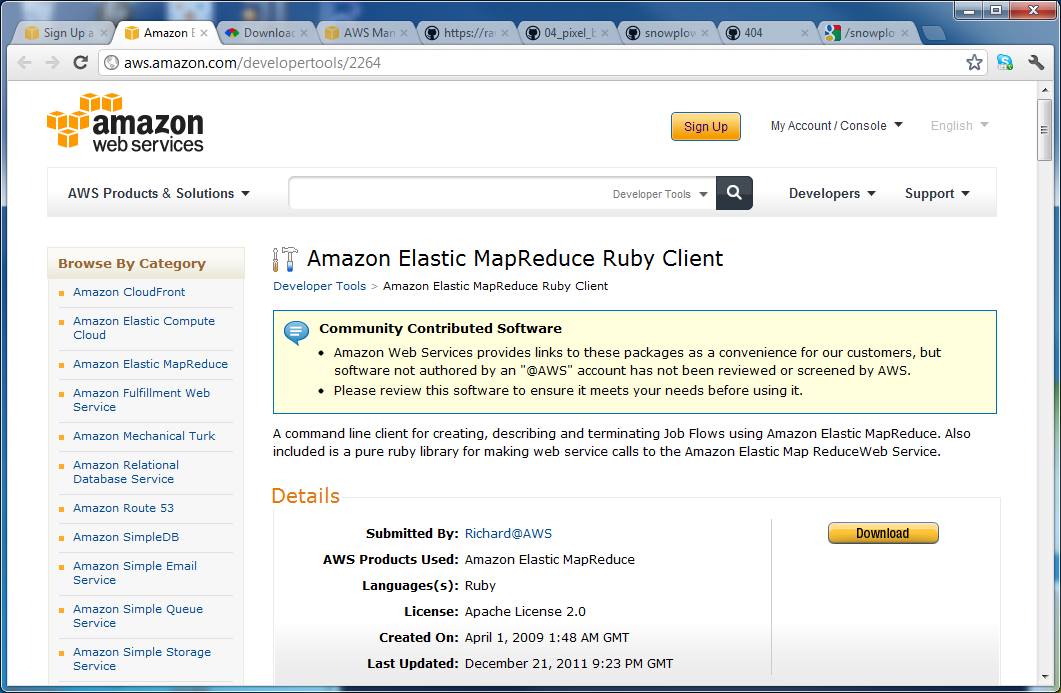 Sign Up a
Amazon E
Download
AWS Man
https://ra
04_pixel_b
snowplow
404
/snowplo
aws.amazon.com/developertools/2264
amazon
web services
Sign Up
My Account / Console
English
AWS Products & Solutions
Developer Tools
Developers
Support
Browse By Category
Amazon CloudFront
Amazon Elastic Compute
Cloud
Amazon Elastic MapReduce
Amazon Fulfillment Web
Service
Amazon Mechanical Turk
Amazon Relational
Database Service
Amazon Route 53
Amazon SimpleDB
Amazon Simple Email
Service
Amazon Simple Queue
Service
Amazon Simple Storage
Service
Amazon Elastic MapReduce Ruby Client
Developer Tools > Amazon Elastic MapReduce Ruby Client
Community Contributed Software
• Amazon Web Services provides links to these packages as a convenience for our customers, but
software not authored by an "@AWS" account has not been reviewed or screened by AWS.
• Please review this software to ensure it meets your needs before using it.
A command line client for creating, describing and terminating Job Flows using Amazon Elastic MapReduce. Also
included is a pure ruby library for making web service calls to the Amazon Elastic Map ReduceWeb Service.
Details
Submitted By: Richard@AWS
AWS Products Used: Amazon Elastic MapReduce
Languages(s): Ruby
License: Apache License 2.0
Created On: April 1, 2009 1:48 AM GMT
Last Updated: December 21, 2011 9:23 PM GMT
Download